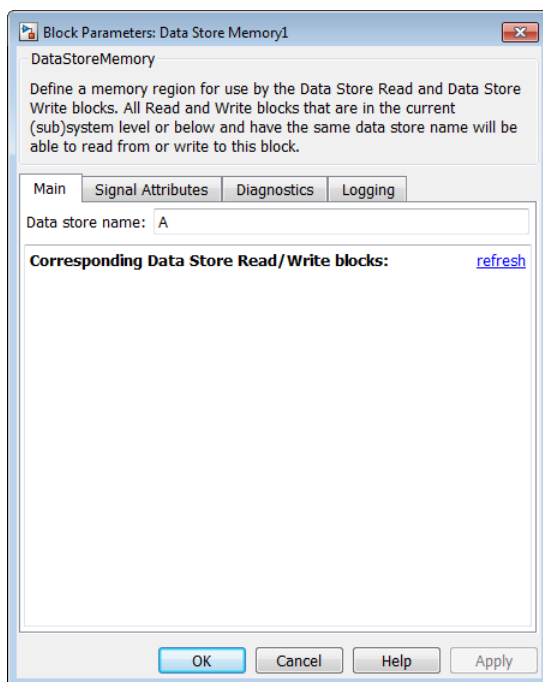 Block Parameters: Data Store Memory1
DataStoreMemory
Define a memory region for use by the Data Store Read and Data Store
Write blocks. All Read and Write blocks that are in the current
(sub)system level or below and have the same data store name will be
able to read from or write to this block.
Main Signal Attributes Diagnostics Logging
Data store name: A
Corresponding Data Store Read/Write blocks: refresh
OK Cancel Help Apply